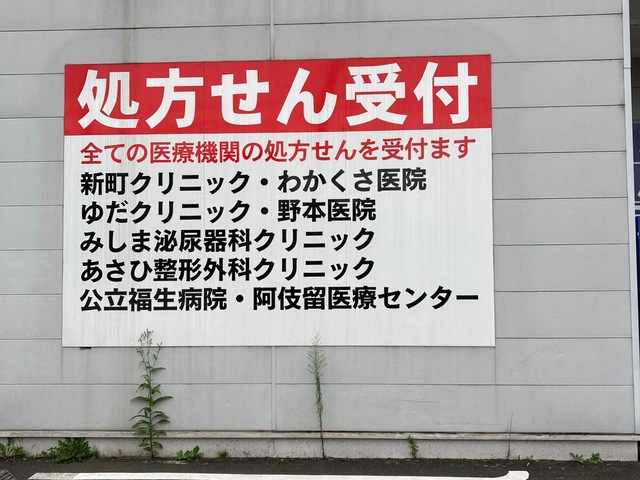 処方せん受付
全ての医療機関の処方せんを受付ます
新町クリニック・わかくさ医院
ゆだクリニック・野本医院
みしま泌尿器科クリニック
あさひ整形外科クリニック
公立福生病院・阿伎留医療センター